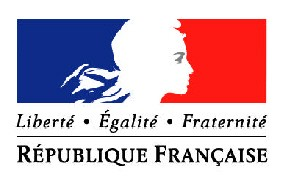 Liberté • Égalité • Fraternité
RÉPUBLIQUE FRANÇAISE